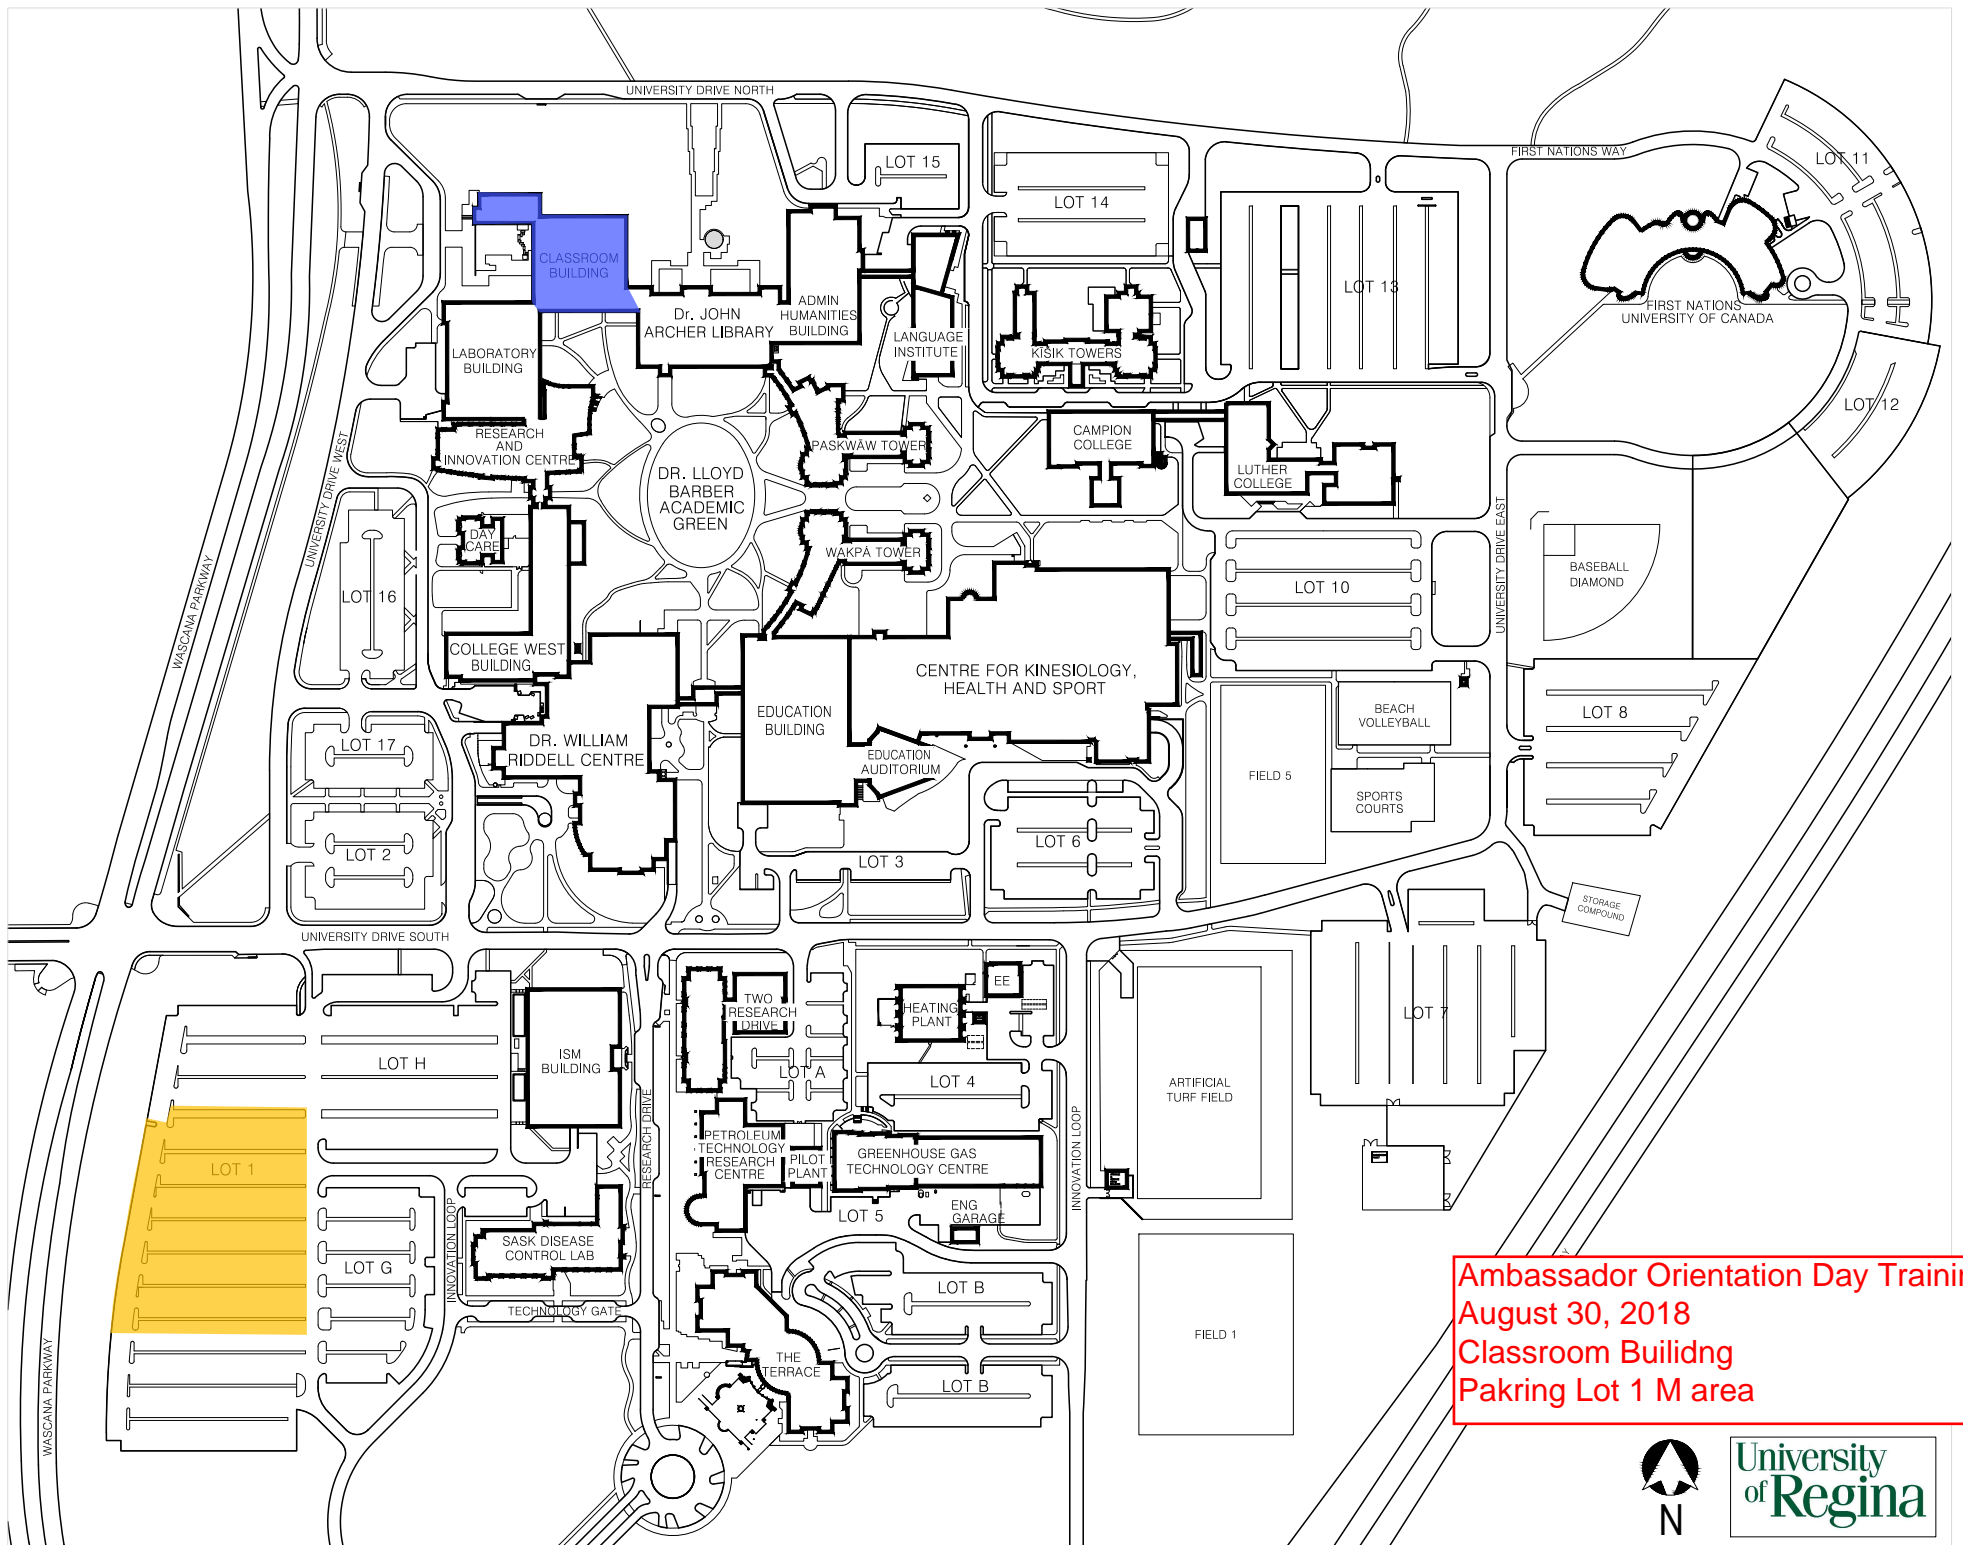 UNIVERSITY DRIVE NORTH
FIRST NATIONS WAY
LOT 15
LOT 11
LOT 14
CLASSROOM
BUILDING
LOT 13
FIRST NATIONS
UNIVERSITY OF CANADA
Dr. JOHN
ARCHER LIBRARY
ADMIN
HUMANITIES
BUILDING
LANGUAGE
INSTITUTE
KĪSIK TOWERS
LABORATORY
BUILDING
LOT 12
RESEARCH
AND
INNOVATION CENTRE
PASKWĀW TOWER
CAMPION
COLLEGE
LUTHER
COLLEGE
DR. LLOYD
BARBER
ACADEMIC
GREEN
UNIVERSITY DRIVE WEST
UNIVERSITY DRIVE EAST
DAY
CARE
WAKPĀ TOWER
BASEBALL
DIAMOND
LOT 16
LOT 10
WASCANA PARKWAY
COLLEGE WEST
BUILDING
CENTRE FOR KINESIOLOGY,
HEALTH AND SPORT
EDUCATION
BUILDING
BEACH
VOLLEYBALL
LOT 8
LOT 17
DR. WILLIAM
RIDDELL CENTRE
EDUCATION
AUDITORIUM
FIELD 5
SPORTS
COURTS
LOT 2
LOT 3
LOT 6
STORAGE
COMPOUND
UNIVERSITY DRIVE SOUTH
TWO
RESEARCH
DRIVE
EE
HEATING
PLANT
LOT 7
LOT H
ISM
BUILDING
LOT A
LOT 4
ARTIFICIAL
TURF FIELD
RESEARCH DRIVE
INNOVATION LOOP
PETROLEUM
TECHNOLOGY
RESEARCH
CENTRE
PILOT
PLANT
GREENHOUSE GAS
TECHNOLOGY CENTRE
LOT 1
INNOVATION LOOP
LOT 5
ENG
GARAGE
SASK DISEASE
CONTROL LAB
LOT G
LOT B
TECHNOLOGY GATE
FIELD 1
THE
TERRACE
LOT B
WASCANA PARKWAY
Ambassador Orientation Day Trainin
August 30, 2018
Classroom Builidng
Pakring Lot 1 M area
N
University
of Regina